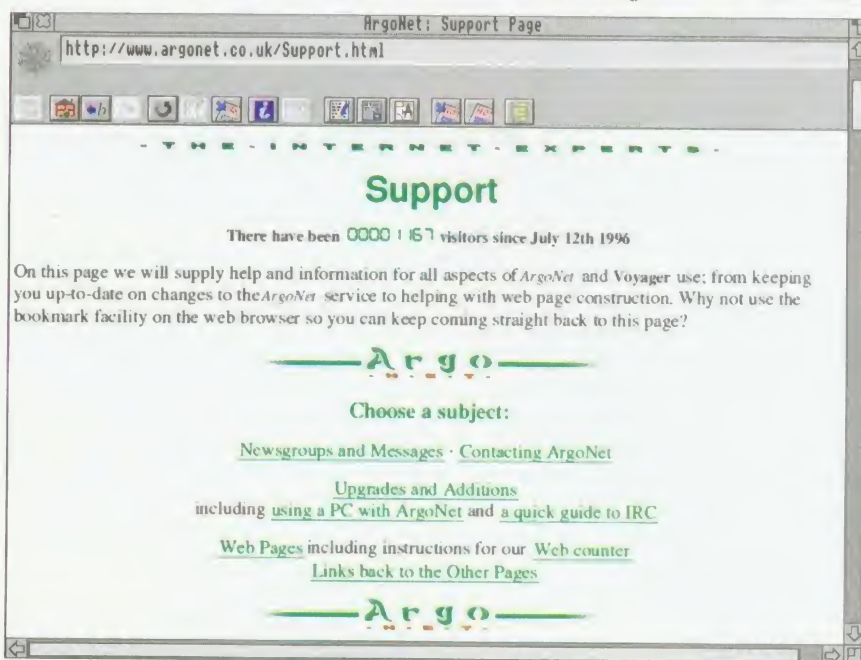 ArgoNet: Support Page
http://www.argonet.co.uk/Support.html
- T H E - I N T E R N E T - E X P E R T S -
Support
There have been 00001167 visitors since July 12th 1996
On this page we will supply help and information for all aspects of ArgoNet and Voyager use; from keeping
you up-to-date on changes to the ArgoNet service to helping with web page construction. Why not use the
bookmark facility on the web browser so you can keep coming straight back to this page?
Argo
N E T
Choose a subject:
Newsgroups and Messages · Contacting ArgoNet
Upgrades and Additions
including using a PC with ArgoNet and a quick guide to IRC
Web Pages including instructions for our Web counter
Links back to the Other Pages
Argo
N E T